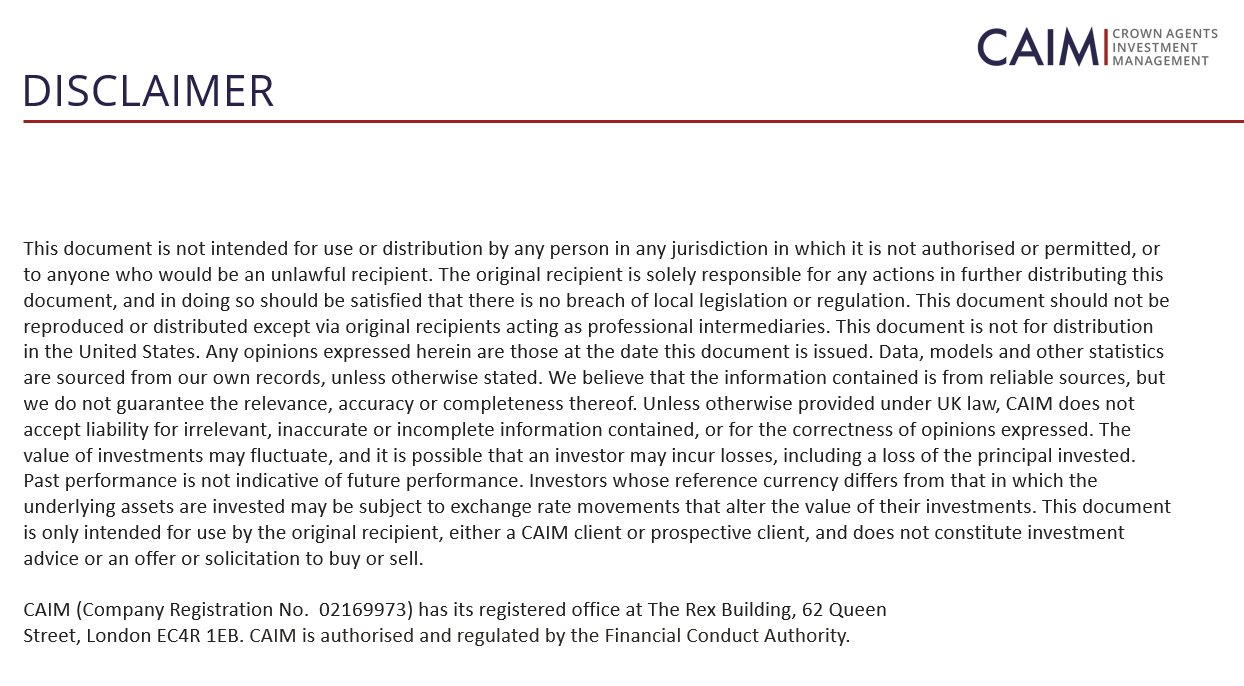 CAIM
CROWN AGENTS
INVESTMENT
MANAGEMENT
DISCLAIMER
This document is not intended for use or distribution by any person in any jurisdiction in which it is not authorised or permitted, or
to anyone who would be an unlawful recipient. The original recipient is solely responsible for any actions in further distributing this
document, and in doing so should be satisfied that there is no breach of local legislation or regulation. This document should not be
reproduced or distributed except via original recipients acting as professional intermediaries. This document is not for distribution
in the United States. Any opinions expressed herein are those at the date this document is issued. Data, models and other statistics
are sourced from our own records, unless otherwise stated. We believe that the information contained is from reliable sources, but
we do not guarantee the relevance, accuracy or completeness thereof. Unless otherwise provided under UK law, CAIM does not
accept liability for irrelevant, inaccurate or incomplete information contained, or for the correctness of opinions expressed. The
value of investments may fluctuate, and it is possible that an investor may incur losses, including a loss of the principal invested.
Past performance is not indicative of future performance. Investors whose reference currency differs from that in which the
underlying assets are invested may be subject to exchange rate movements that alter the value of their investments. This document
is only intended for use by the original recipient, either a CAIM client or prospective client, and does not constitute investment
advice or an offer or solicitation to buy or sell.
CAIM (Company Registration No.  02169973) has its registered office at The Rex Building, 62 Queen
Street, London EC4R 1EB. CAIM is authorised and regulated by the Financial Conduct Authority.